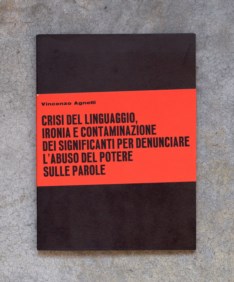 Vincenzo Agnetti
CRISI DEL LINGUAGGIO,
IRONIA E CONTAMINAZIONE
DEI SIGNIFICANTI PER DENUNCIARE
L'ABUSO DEL POTERE
SULLE PAROLE